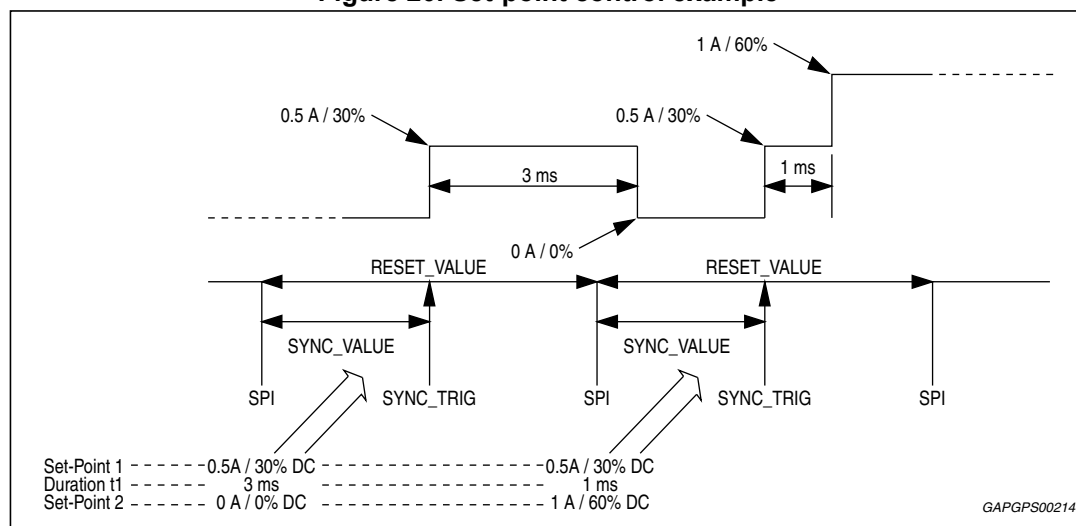 Figure 20. Set-point control example
1 A / 60%
0.5 A / 30%
0.5 A / 30%
1 ms
3 ms
0 A / 0%
RESET_VALUE
RESET_VALUE
SYNC_VALUE
SYNC_VALUE
SPI
SYNC_TRIG
SPI
SYNC_TRIG
SPI
Set-Point 1 - - - - - - 0.5A / 30% DC - - - - - - - - - - - - - - - - - - 0.5A / 30% DC
Duration t1 - - - - - - 3 ms - - - - - - - - - - - - - - - - - - 1 ms
Set-Point 2 - - - - - - 0 A / 0% DC - - - - - - - - - - - - - - - - - - 1 A / 60% DC
GAPGPS00214